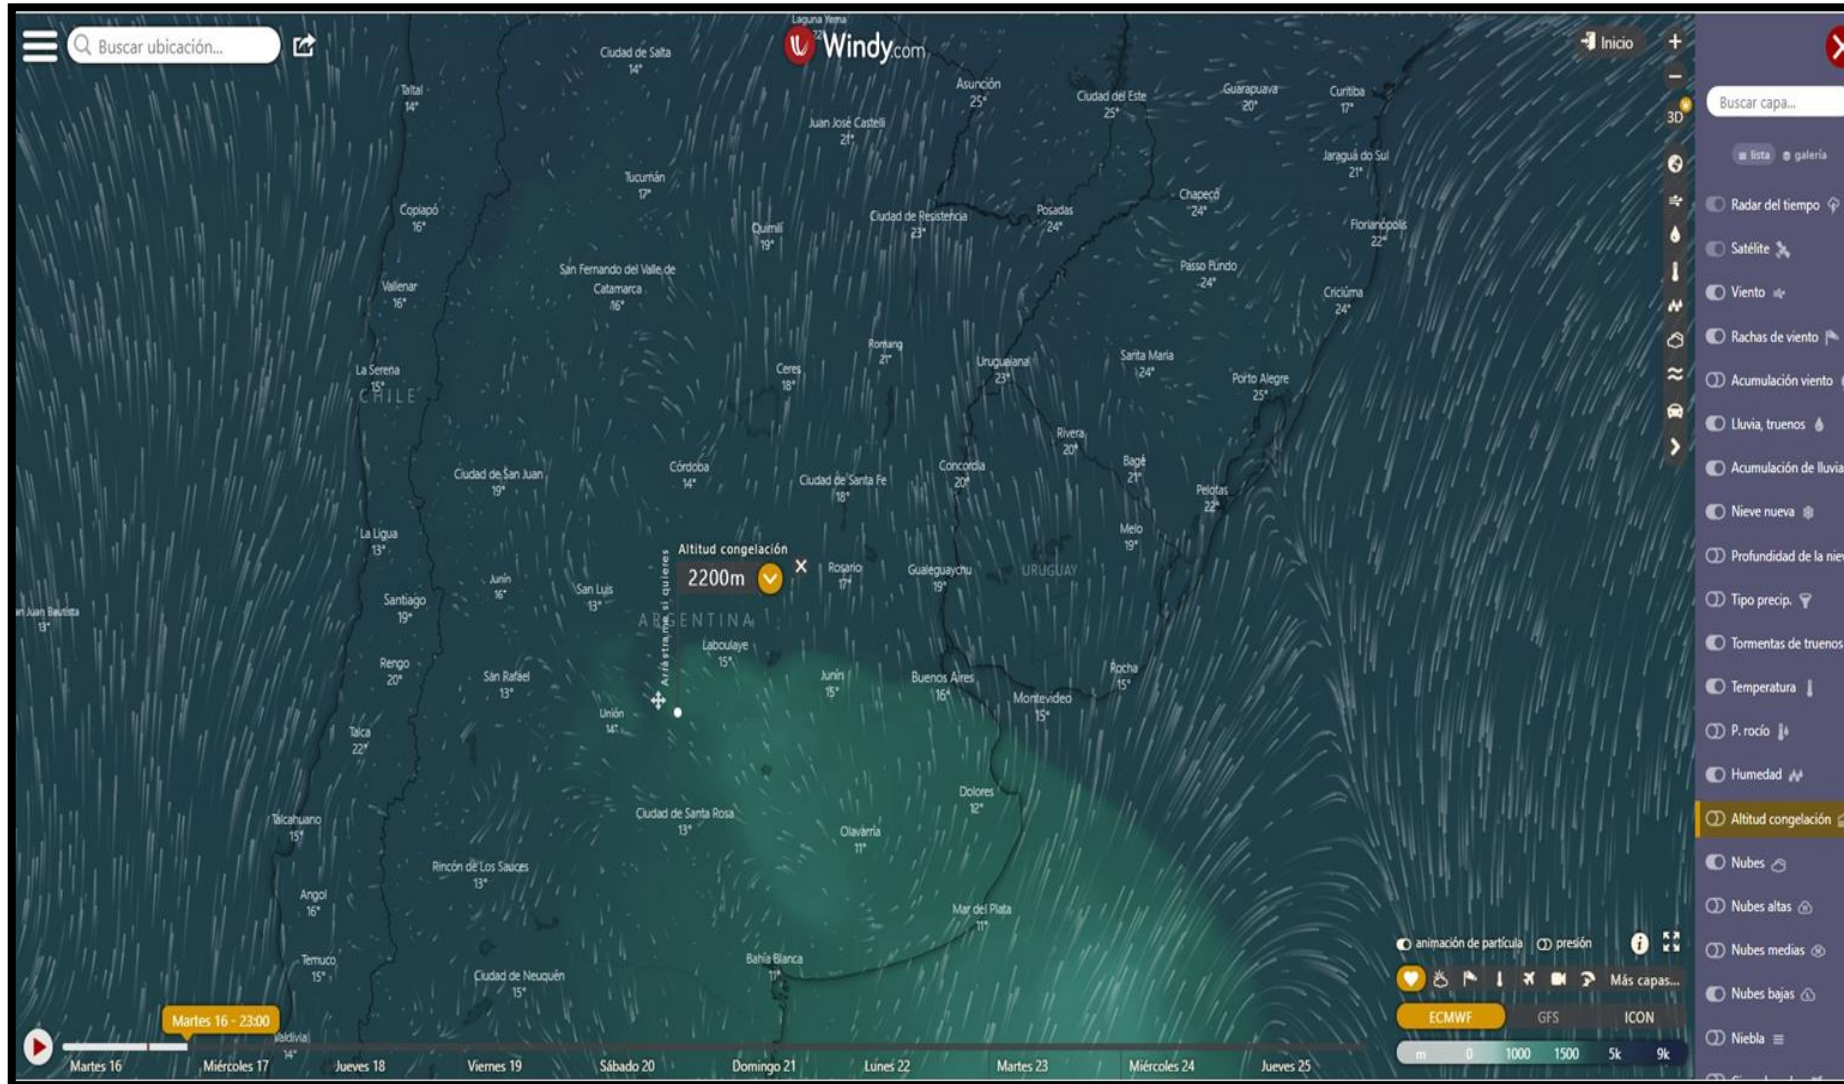 Buscar ubicación...
Windy.com
Inicio
Laguna Yema
22°
Ciudad de Salta
14°
Taltal
14°
Asunción
25°
Ciudad del Este
25°
Guarapuava
20°
Curitiba
17°
3D
Juan José Castelli
21°
Jaraguá do Sul
21°
Tucumán
17°
Chapecó
24°
Copiapó
16°
Quimilí
19°
Ciudad de Resistencia
23°
Posadas
24°
Florianópolis
22°
San Fernando del Valle de
Catamarca
16°
Passo Fundo
24°
Vallenar
16°
Criciúma
24°
Romang
21°
La Serena
15°
CHILE
Ceres
18°
Uruguaiana
23°
Santa Maria
24°
Porto Alegre
25°
Rivera
20°
Ciudad de San Juan
19°
Córdoba
14°
Ciudad de Santa Fe
18°
Concordia
20°
Bagé
21°
Pelotas
22°
La Ligua
13°
Melo
19°
Altitud congelación
2200m
Arrástrame si quieres
Rosario
17°
Gualeguaychu
19°
URUGUAY
Junín
16°
San Luis
13°
Santiago
19°
an Juan Bautista
13°
ARGENTINA
Laboulaye
15°
Rengo
20°
San Rafael
13°
Junín
15°
Buenos Aires
16°
Rocha
15°
Montevideo
15°
Unión
14°
Talca
22°
Dolores
12°
Talcahuano
15°
Ciudad de Santa Rosa
13°
Olavarría
11°
Rincón de Los Sauces
13°
Angol
16°
Mar del Plata
11°
Temuco
15°
Ciudad de Neuquén
15°
Bahía Blanca
11°
Valdivia
14°
Martes 16 - 23:00
Martes 16 Miércoles 17 Jueves 18 Viernes 19 Sábado 20 Domingo 21 Lunes 22 Martes 23 Miércoles 24 Jueves 25
animación de partícula presión
Más capas...
ECMWF GFS ICON
m 0 1000 1500 5k 9k
Buscar capa...
lista galería
Radar del tiempo
Satélite
Viento
Rachas de viento
Acumulación viento
Lluvia, truenos
Acumulación de lluvia
Nieve nueva
Profundidad de la niev
Tipo precip.
Tormentas de truenos
Temperatura
P. rocío
Humedad
Altitud congelación
Nubes
Nubes altas
Nubes medias
Nubes bajas
Niebla